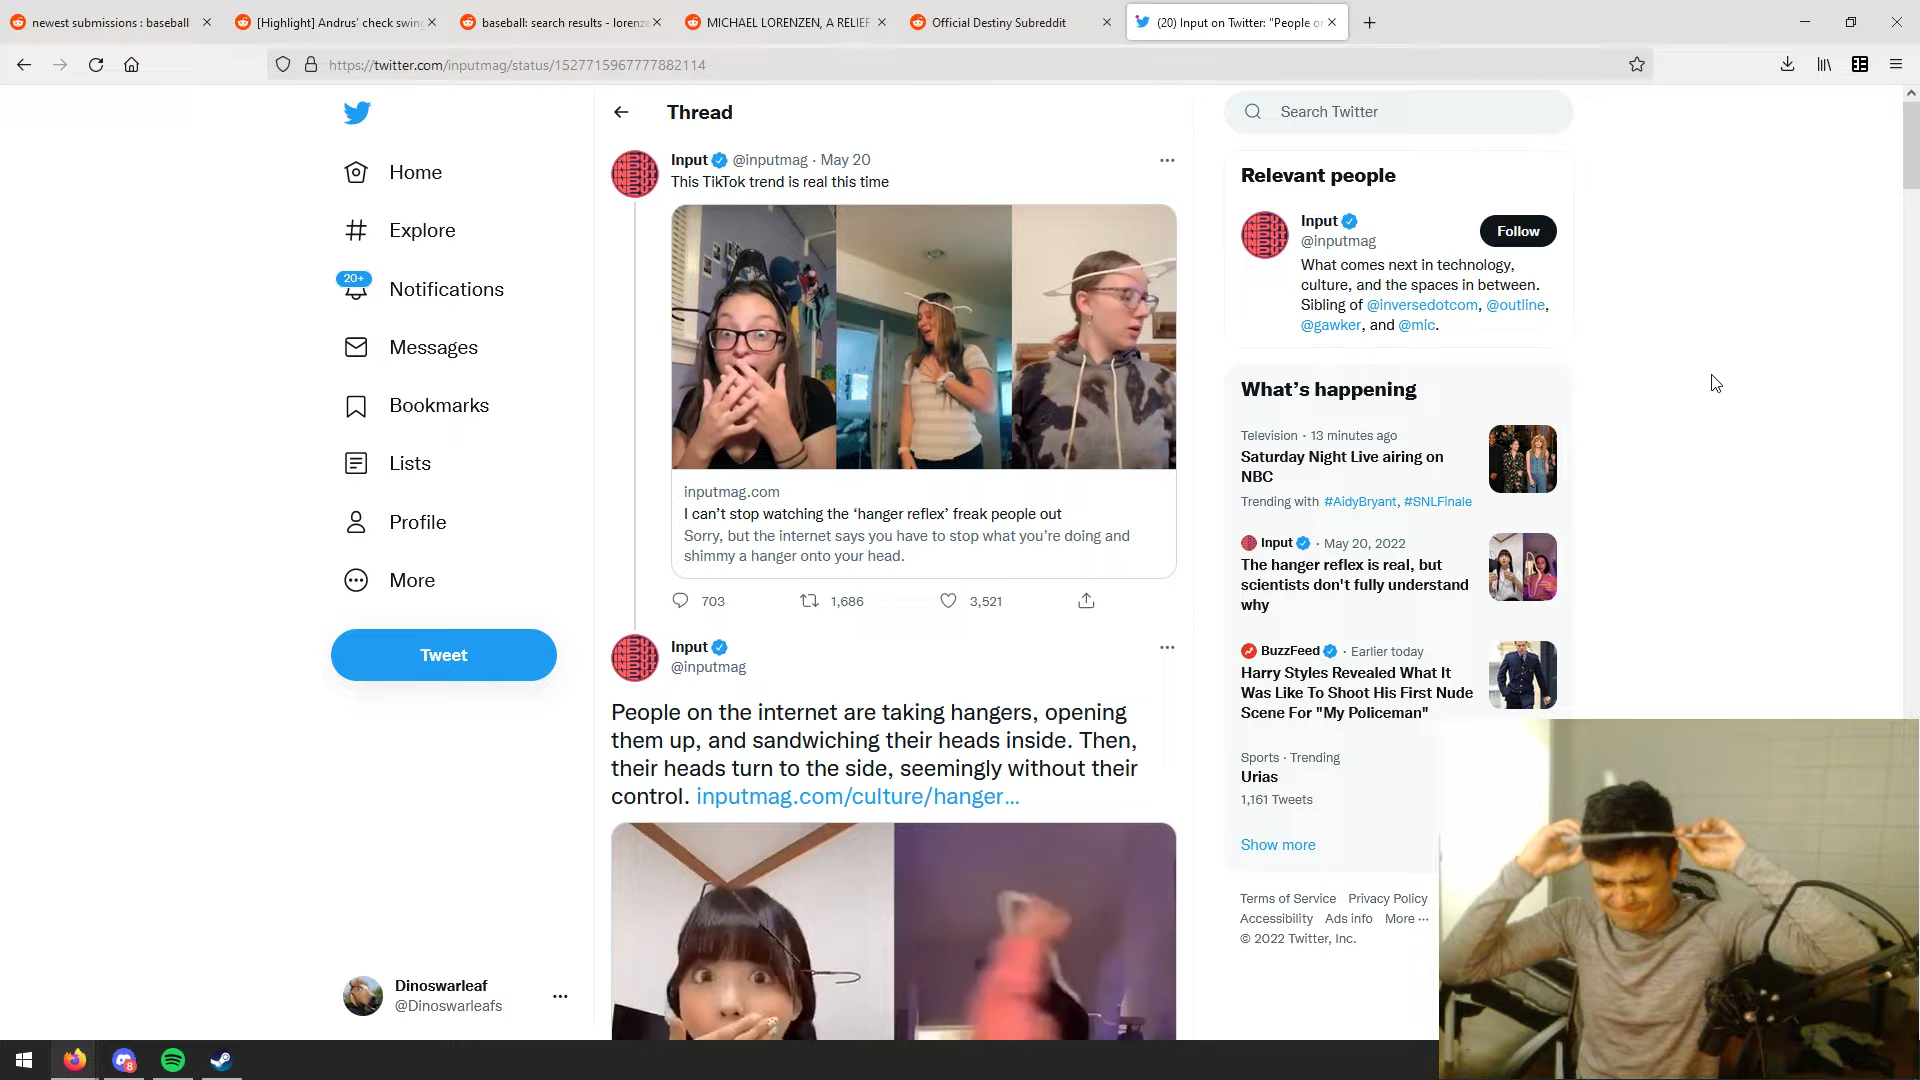 newest submissions : baseball
[Highlight] Andrus' check swing
baseball: search results - lorenze
MICHAEL LORENZEN, A RELIEF
Official Destiny Subreddit
(20) Input on Twitter: "People on
https://twitter.com/inputmag/status/1527715967777882114
Home
Explore
20+
Notifications
Messages
Bookmarks
Lists
Profile
More
Tweet
Dinoswarleaf
@Dinoswarleafs
Thread
Input @inputmag · May 20
This TikTok trend is real this time
inputmag.com
I can't stop watching the 'hanger reflex' freak people out
Sorry, but the internet says you have to stop what you're doing and
shimmy a hanger onto your head.
703 1,686 3,521
Input
@inputmag
People on the internet are taking hangers, opening
them up, and sandwiching their heads inside. Then,
their heads turn to the side, seemingly without their
control. inputmag.com/culture/hanger...
Search Twitter
Relevant people
Input
@inputmag
Follow
What comes next in technology,
culture, and the spaces in between.
Sibling of @inversedotcom, @outline,
@gawker, and @mic.
What's happening
Television · 13 minutes ago
Saturday Night Live airing on
NBC
Trending with #AidyBryant, #SNLFinale
Input · May 20, 2022
The hanger reflex is real, but
scientists don't fully understand
why
BuzzFeed · Earlier today
Harry Styles Revealed What It
Was Like To Shoot His First Nude
Scene For "My Policeman"
Sports · Trending
Urias
1,161 Tweets
Show more
Terms of Service Privacy Policy
Accessibility Ads info More ...
© 2022 Twitter, Inc.
8